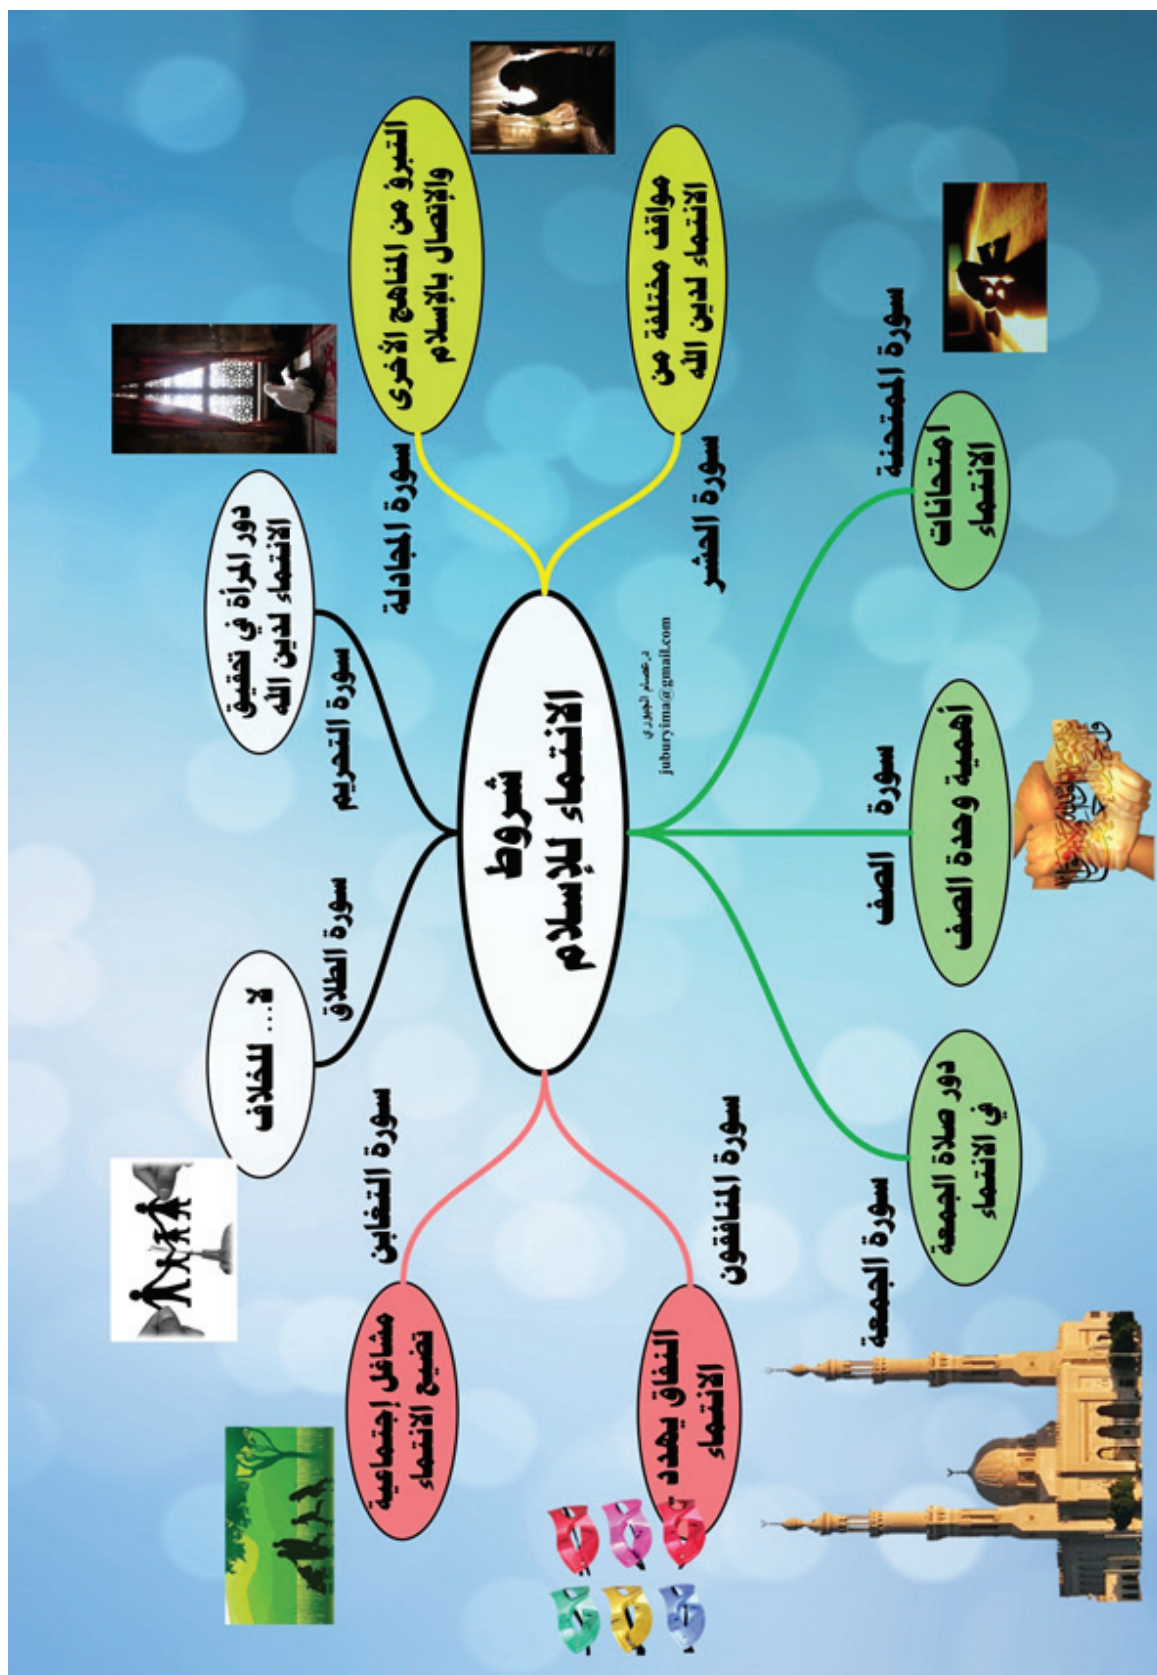 شروط
الانتماء للإسلام
د.عصام الجبوري
juburyima@gmail.com
سورة المجادلة
التبرؤ من المناهج الأخرى
والإتصال بالإسلام
سورة الحشر
مواقف مختلفة من
الانتماء لدين الله
سورة الممتحنة
امتحانات
الانتماء
سورة الصف
أهمية وحدة الصف
سورة الجمعة
دور صلاة الجمعة
في الانتماء
سورة المنافقون
النفاق يهدد
الانتماء
سورة التغابن
مشاغل إجتماعية
تضيع الانتماء
سورة الطلاق
لا... للخلاف
سورة التحريم
دور المرأة في تحقيق
الانتماء لدين الله